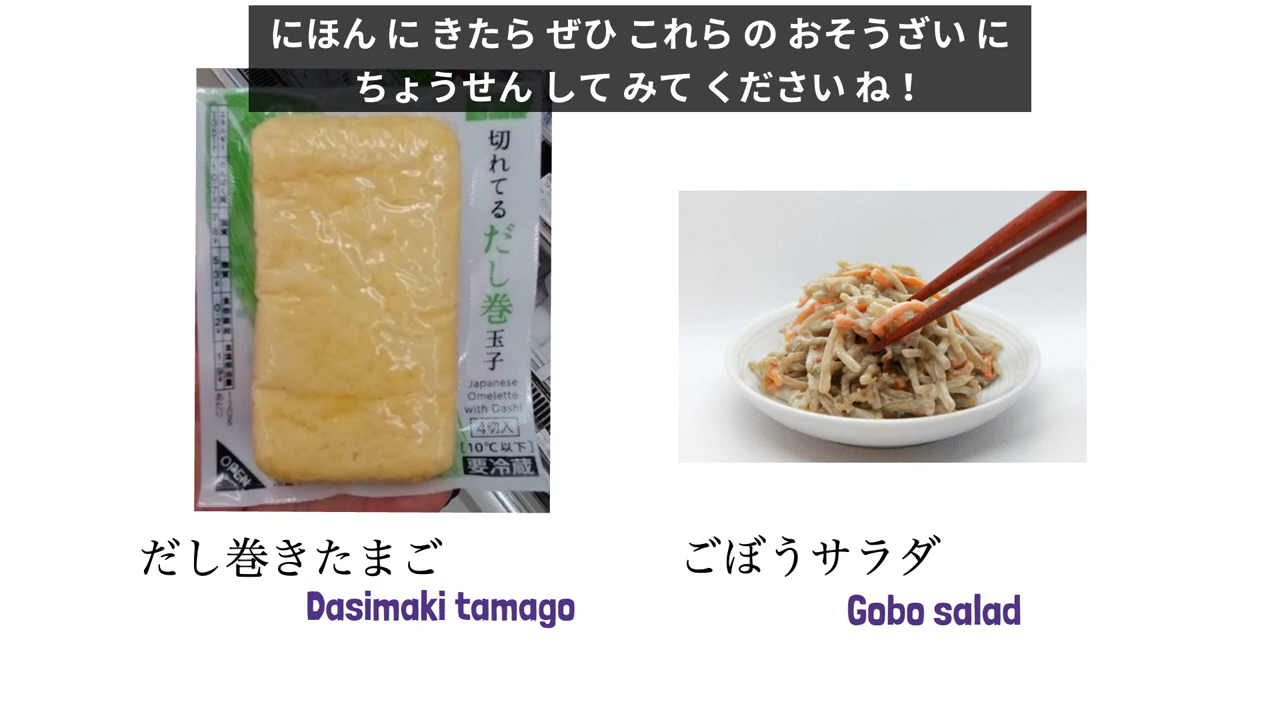 にほん に きたら ぜひ これら の おそうざい に
ちょうせん して みて ください ね！
切れてるだし巻玉子
Japanese
Omelette
with Dashi
4切入
[10℃以下]
要冷蔵
OPEN
だし巻きたまご
Dasimaki tamago
ごぼうサラダ
Gobo salad